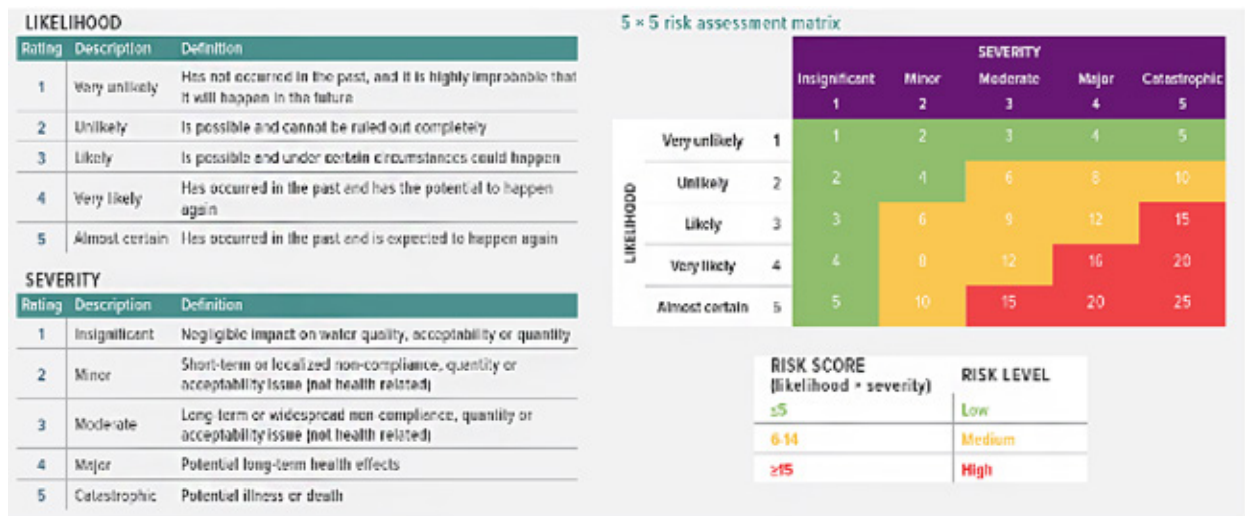 LIKELIHOOD
Rating Description Definition
1 Very unlikely Has not occurred in the past, and it is highly improbable that
it will happen in the future
2 Unlikely Is possible and cannot be ruled out completely
3 Likely Is possible and under certain circumstances could happen
4 Very likely Has occurred in the past and has the potential to happen
again
5 Almost certain Has occurred in the past and is expected to happen again
SEVERITY
Rating Description Definition
1 Insignificant Negligible impact on water quality, acceptability or quantity
2 Minor Short-term or localized non-compliance, quantity or
acceptability issue (not health related)
3 Moderate Long-term or widespread non-compliance, quantity or
acceptability issue (not health related)
4 Major Potential long-term health effects
5 Catastrophic Potential illness or death
5 × 5 risk assessment matrix
SEVERITY
Insignificant Minor Moderate Major Catastrophic
1 2 3 4 5
LIKELIHOOD
Very unlikely 1 1 2 3 4 5
Unlikely 2 2 4 6 8 10
Likely 3 3 6 9 12 15
Very likely 4 4 8 12 16 20
Almost certain 5 5 10 15 20 25
RISK SCORE
(likelihood × severity) RISK LEVEL
≤5 Low
6-14 Medium
≥15 High